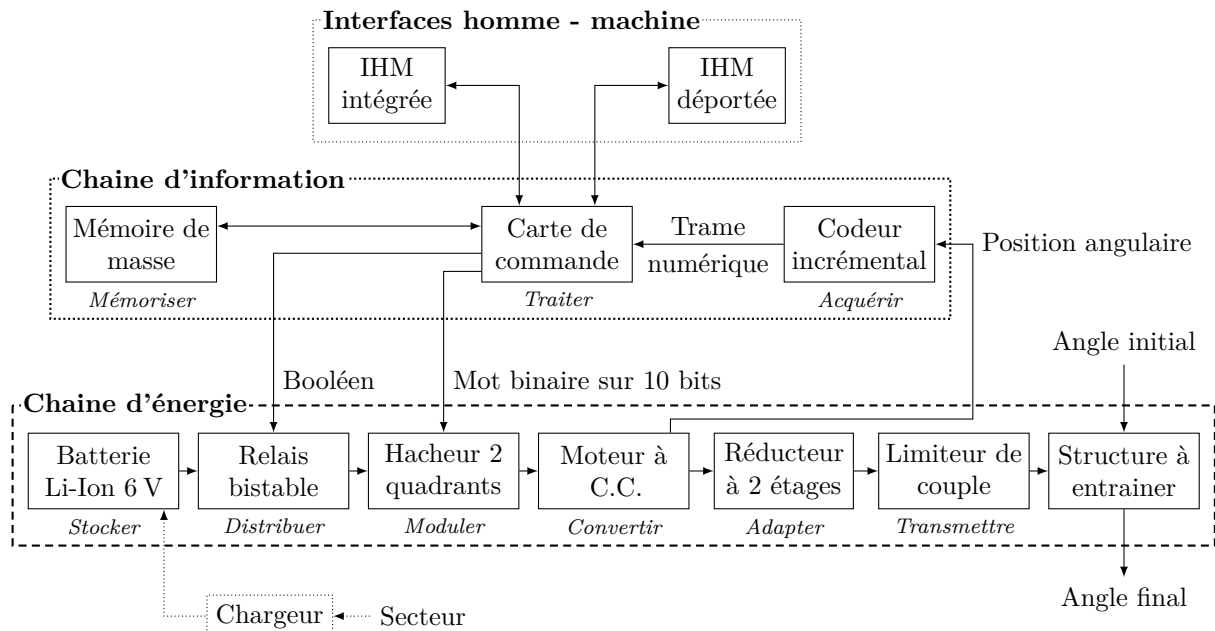 Interfaces homme - machine
IHM
intégrée
IHM
déportée
Chaine d'information
Mémoire de
masse
Mémoriser
Carte de
commande
Traiter
Trame
numérique
Codeur
incrémental
Acquérir
Position angulaire
Booléen
Mot binaire sur 10 bits
Angle initial
Chaine d'énergie
Batterie
Li-Ion 6 V
Stocker
Relais
bistable
Distribuer
Hacheur 2
quadrants
Moduler
Moteur à
C.C.
Convertir
Réducteur
à 2 étages
Adapter
Limiteur de
couple
Transmettre
Structure à
entrainer
Chargeur
Secteur
Angle final